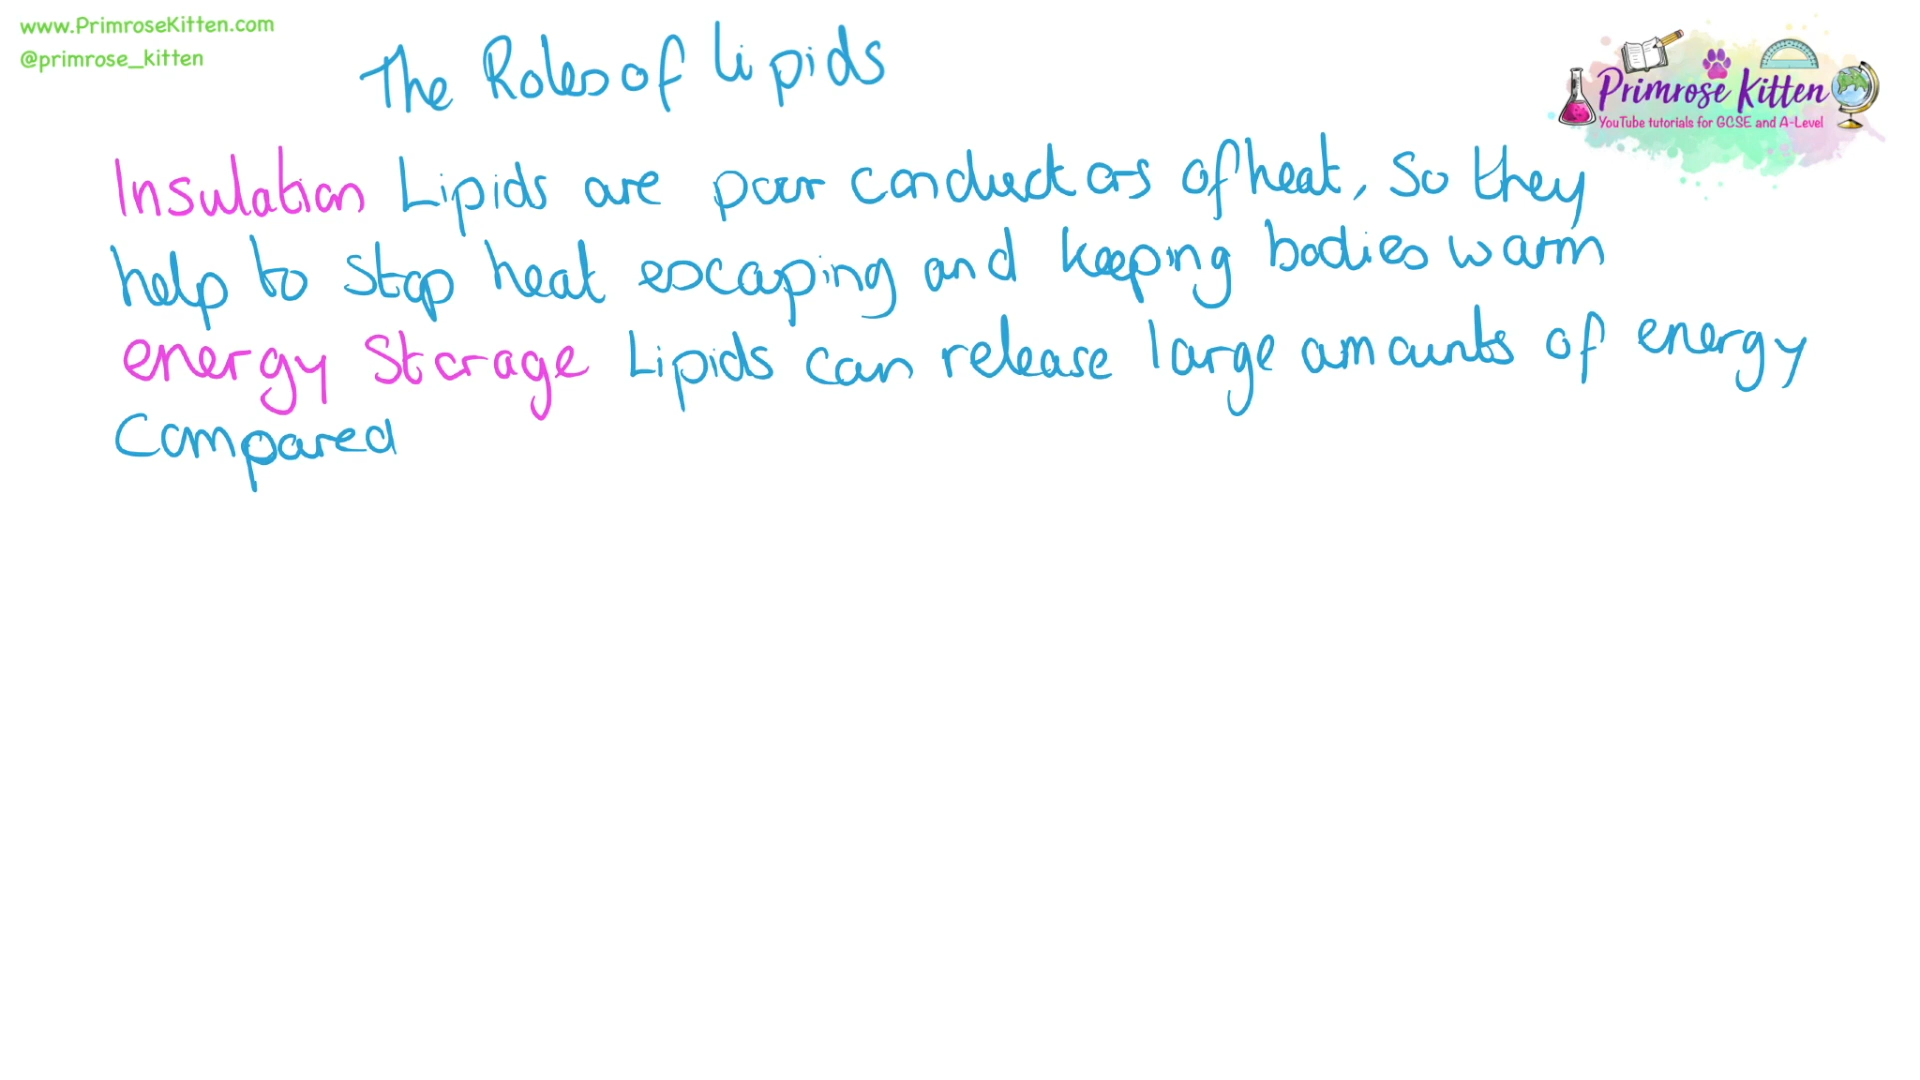 www.PrimroseKitten.com
@primrose_kitten
The Roles of Lipids
Primrose Kitten
YouTube tutorials for GCSE and A-Level
Insulation Lipids are poor conductors of heat, so they
help to stop heat escaping and keeping bodies warm
energy storage Lipids can release large amounts of energy
compared